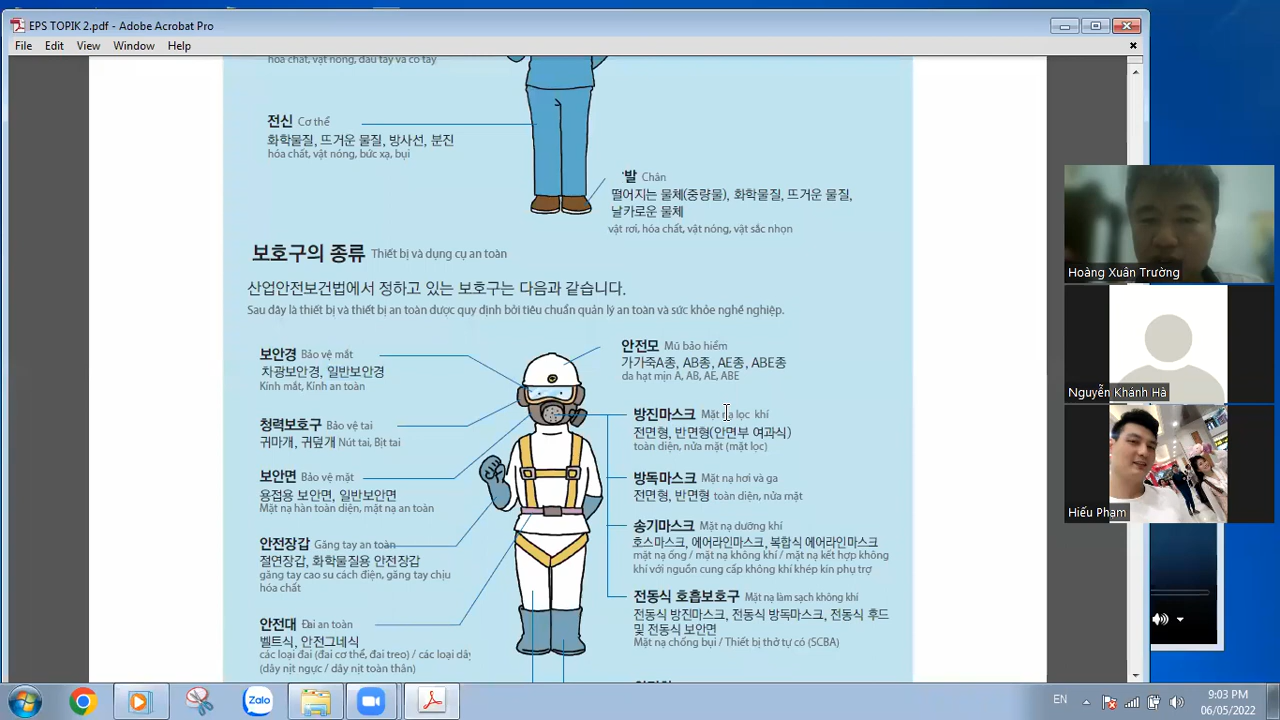 EPS TOPIK 2.pdf - Adobe Acrobat Pro
File Edit View Window Help
hóa chất, vật nóng, đầu tay và cổ tay
전신 Cơ thể
화학물질, 뜨거운 물질, 방사선, 분진
hóa chất, vật nóng, bức xạ, bụi
발 Chân
떨어지는 물체(중량물), 화학물질, 뜨거운 물질,
날카로운 물체
vật rơi, hóa chất, vật nóng, vật sắc nhọn
보호구의 종류 Thiết bị và dụng cụ an toàn
산업안전보건법에서 정하고 있는 보호구는 다음과 같습니다.
Sau đây là thiết bị và thiết bị an toàn được quy định bởi tiêu chuẩn quản lý an toàn và sức khỏe nghề nghiệp.
보안경 Bảo vệ mắt
차광보안경, 일반보안경
Kính mắt, Kính an toàn
청력보호구 Bảo vệ tai
귀마개, 귀덮개 Nút tai, Bịt tai
보안면 Bảo vệ mặt
용접용 보안면, 일반보안면
Mặt nạ hàn toàn diện, mặt nạ an toàn
안전장갑 Găng tay an toàn
절연장갑, 화학물질용 안전장갑
găng tay cao su cách điện, găng tay chịu
hóa chất
안전대 Đai an toàn
벨트식, 안전그네식
các loại đai (đai cơ thể, đai treo) / các loại dây
(dây nịt ngực / dây nịt toàn thân)
안전모 Mũ bảo hiểm
가가죽A종, AB종, AE종, ABE종
da hạt mịn A, AB, AE, ABE
방진마스크 Mặt nạ lọc khí
전면형, 반면형(안면부 여과식)
toàn diện, nửa mặt (mặt lọc)
방독마스크 Mặt nạ hơi và ga
전면형, 반면형 toàn diện, nửa mặt
송기마스크 Mặt nạ dưỡng khí
호스마스크, 에어라인마스크, 복합식 에어라인마스크
mặt nạ ống / mặt nạ không khí / mặt nạ kết hợp không
khí với nguồn cung cấp không khí khép kín phụ trợ
전동식 호흡보호구 Mặt nạ làm sạch không khí
전동식 방진마스크, 전동식 방독마스크, 전동식 후드
및 전동식 보안면
Mặt nạ chống bụi / Thiết bị thở tự có (SCBA)
Hoàng Xuân Trường
Nguyễn Khánh Hà
Hiếu Phạm
Zalo
EN
9:03 PM
06/05/2022